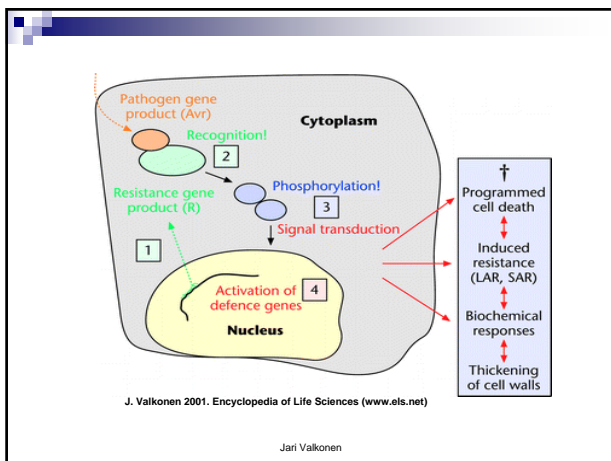 Pathogen gene
product (Avr)
Cytoplasm
Recognition!
2
Phosphorylation!
Resistance gene
product (R)
3
Signal transduction
1
Activation of
defence genes
4
Nucleus
†
Programmed
cell death
Induced
resistance
(LAR, SAR)
Biochemical
responses
Thickening
of cell walls
J. Valkonen 2001. Encyclopedia of Life Sciences (www.els.net)
Jari Valkonen